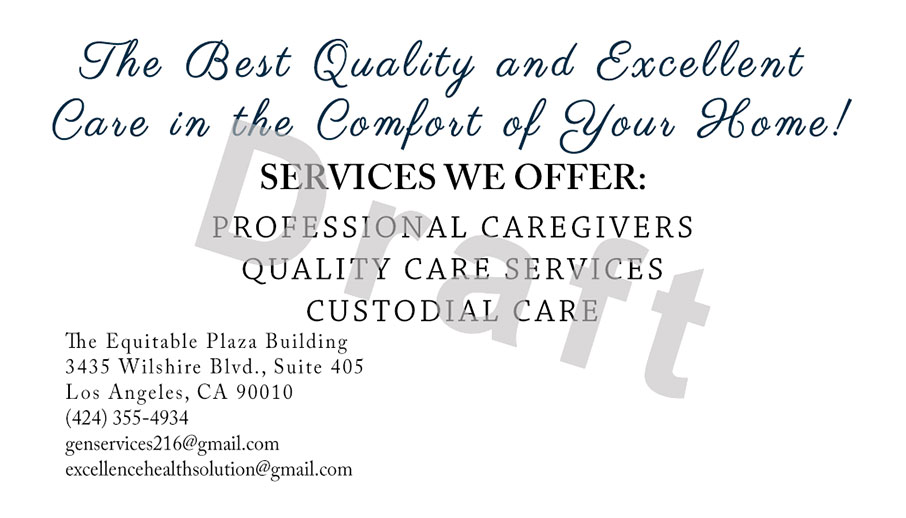 The Best Quality and Excellent
Care in the Comfort of Your Home!
SERVICES WE OFFER:
PROFESSIONAL CAREGIVERS
QUALITY CARE SERVICES
CUSTODIAL CARE
The Equitable Plaza Building
3435 Wilshire Blvd., Suite 405
Los Angeles, CA 90010
(424) 355-4934
genservices216@gmail.com
excellencehealthsolution@gmail.com
Draft